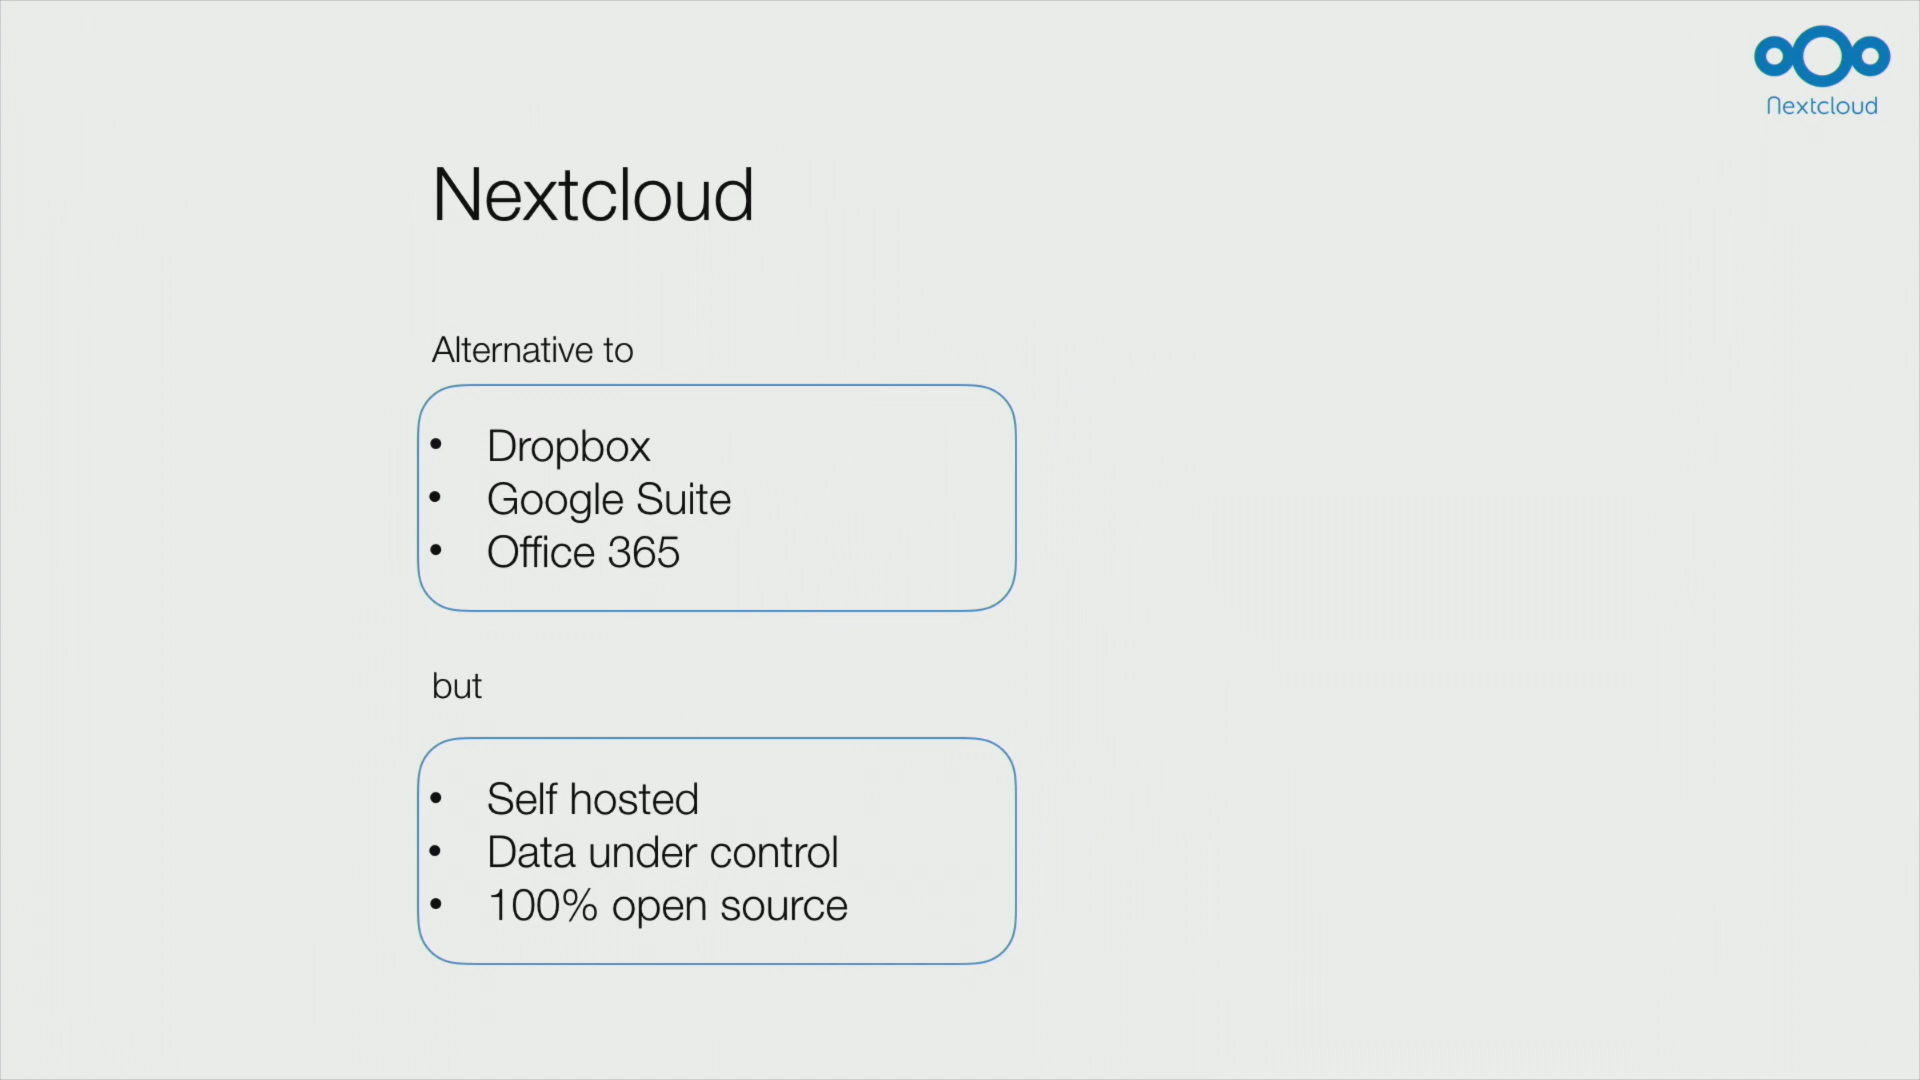 Nextcloud
Nextcloud
Alternative to
• Dropbox
• Google Suite
• Office 365
but
• Self hosted
• Data under control
• 100% open source